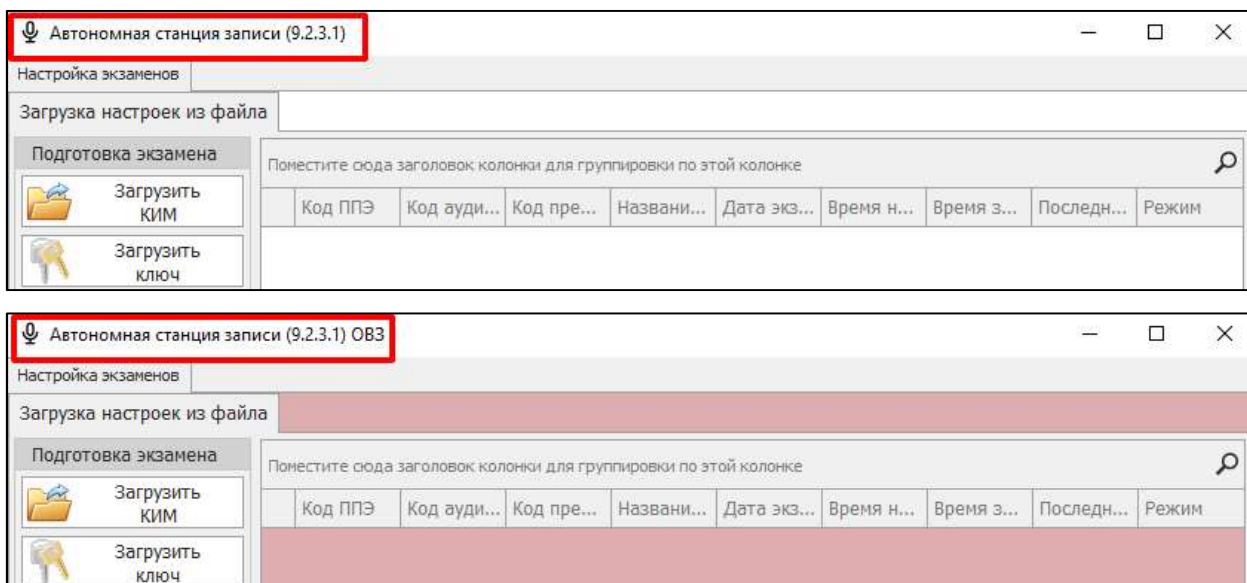 Автономная станция записи (9.2.3.1)
Настройка экзаменов
Загрузка настроек из файла
Подготовка экзамена
Поместите сюда заголовок колонки для группировки по этой колонке
Загрузить
КИМ
Код ППЭ Код ауди... Код пре... Названи... Дата экз... Время н... Время з... Последн... Режим
Загрузить
ключ
Автономная станция записи (9.2.3.1) ОВЗ
Настройка экзаменов
Загрузка настроек из файла
Подготовка экзамена
Поместите сюда заголовок колонки для группировки по этой колонке
Загрузить
КИМ
Код ППЭ Код ауди... Код пре... Названи... Дата экз... Время н... Время з... Последн... Режим
Загрузить
ключ